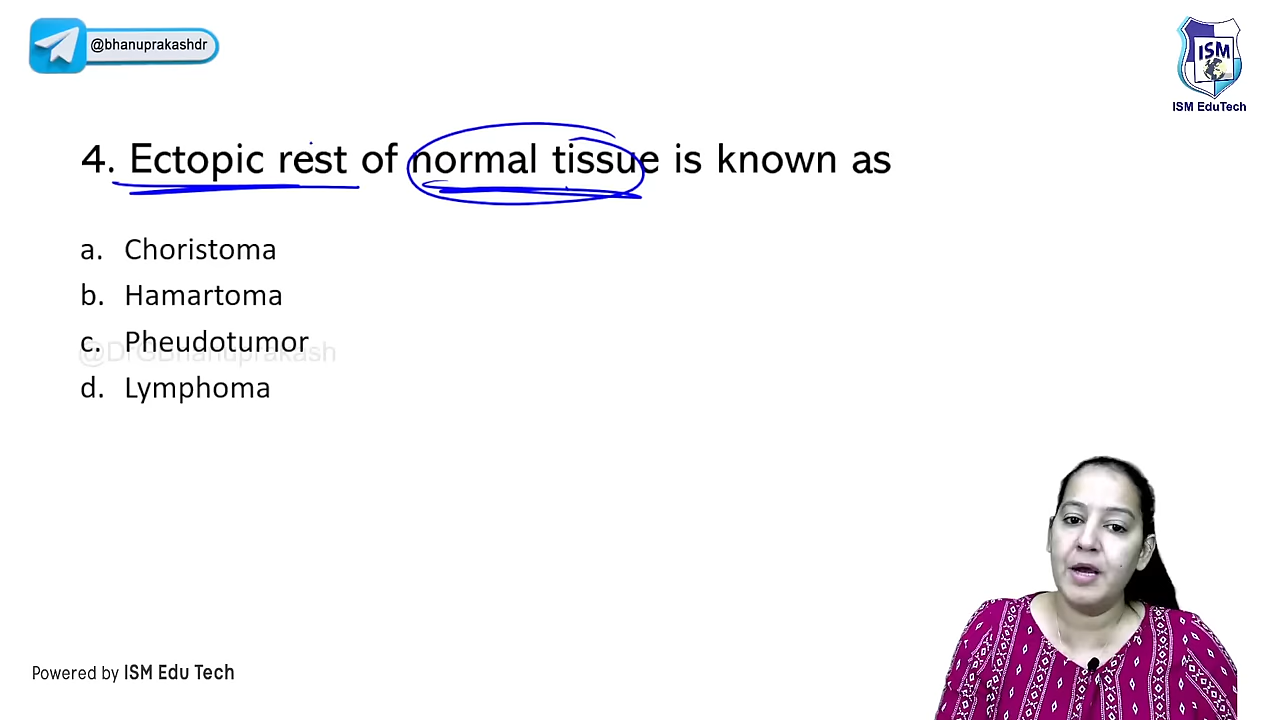 @bhanuprakashdr
ISM
ISM EduTech
4. Ectopic rest of normal tissue is known as
a. Choristoma
b. Hamartoma
c. Pheudotumor
@DrGBhanuprakash
d. Lymphoma
Powered by ISM Edu Tech